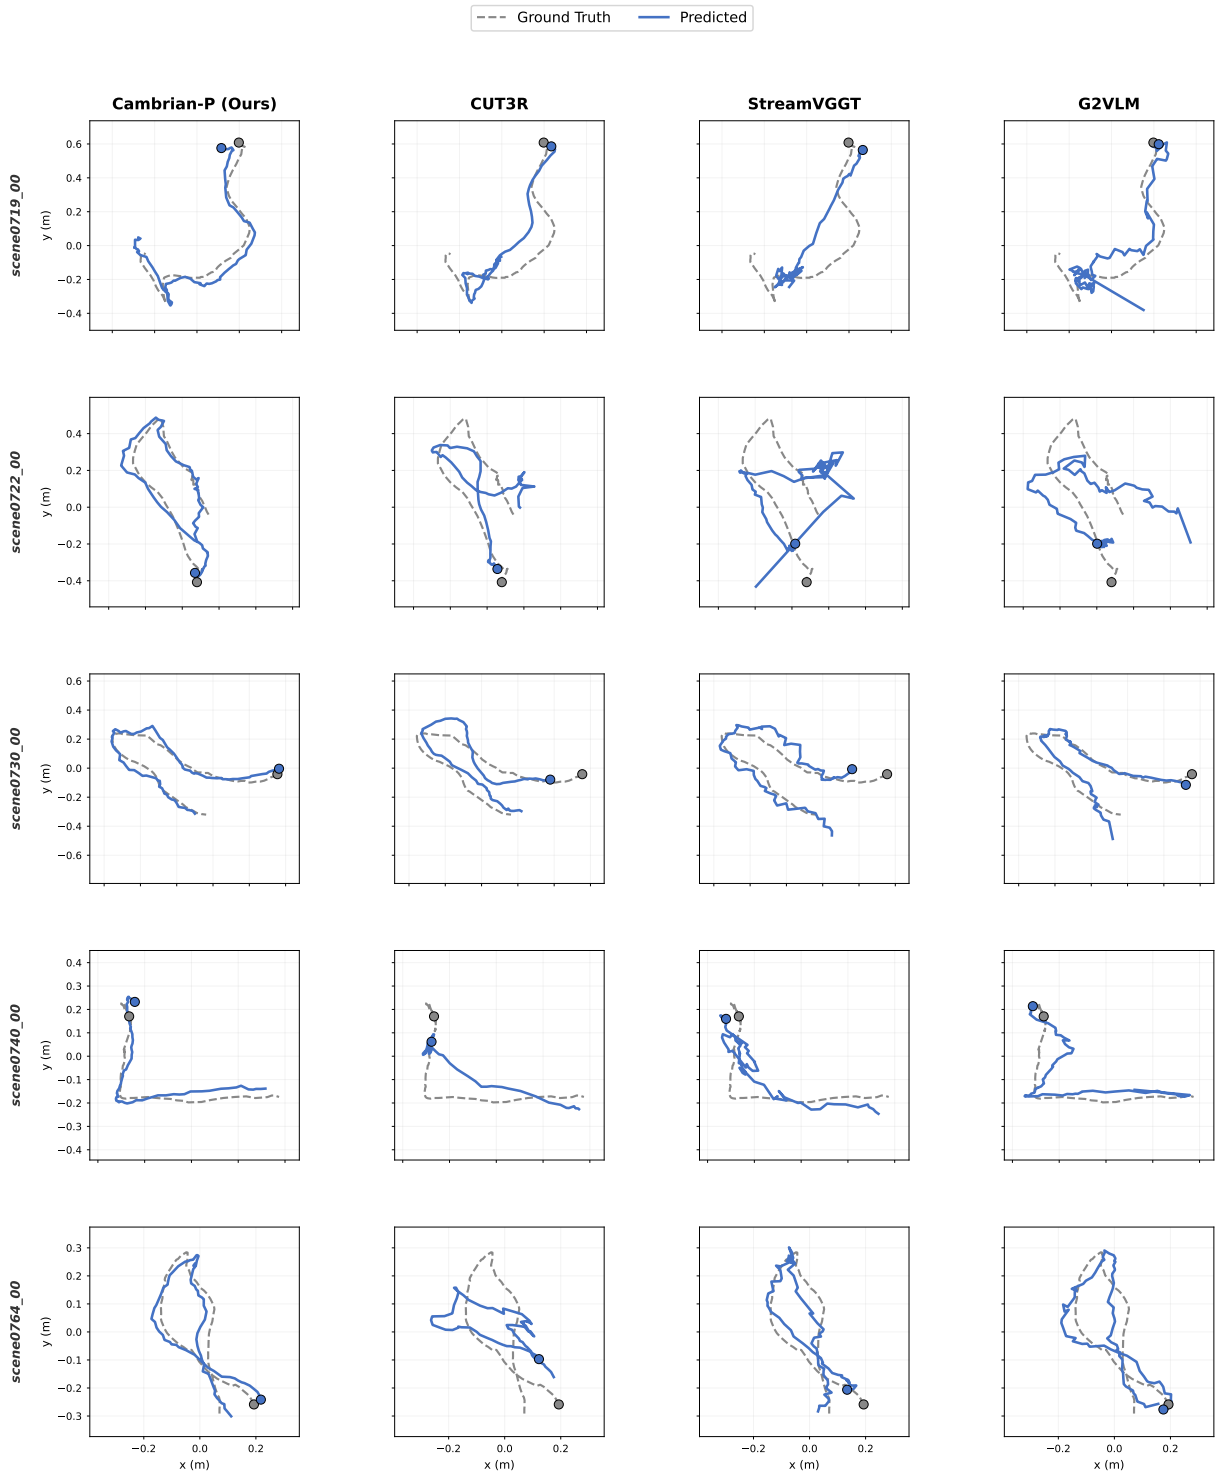 Ground Truth
Predicted
Cambrian-P (Ours)
CUT3R
StreamVGGT
G2VLM
scene0719_00
y (m)
0.6
0.4
0.2
0.0
−0.2
−0.4
scene0722_00
y (m)
0.4
0.2
0.0
−0.2
−0.4
scene0730_00
y (m)
0.6
0.4
0.2
0.0
−0.2
−0.4
−0.6
scene0740_00
y (m)
0.4
0.3
0.2
0.1
0.0
−0.1
−0.2
−0.3
−0.4
scene0764_00
y (m)
0.3
0.2
0.1
0.0
−0.1
−0.2
−0.3
−0.2 0.0 0.2
−0.2 0.0 0.2
−0.2 0.0 0.2
−0.2 0.0 0.2
x (m)
x (m)
x (m)
x (m)